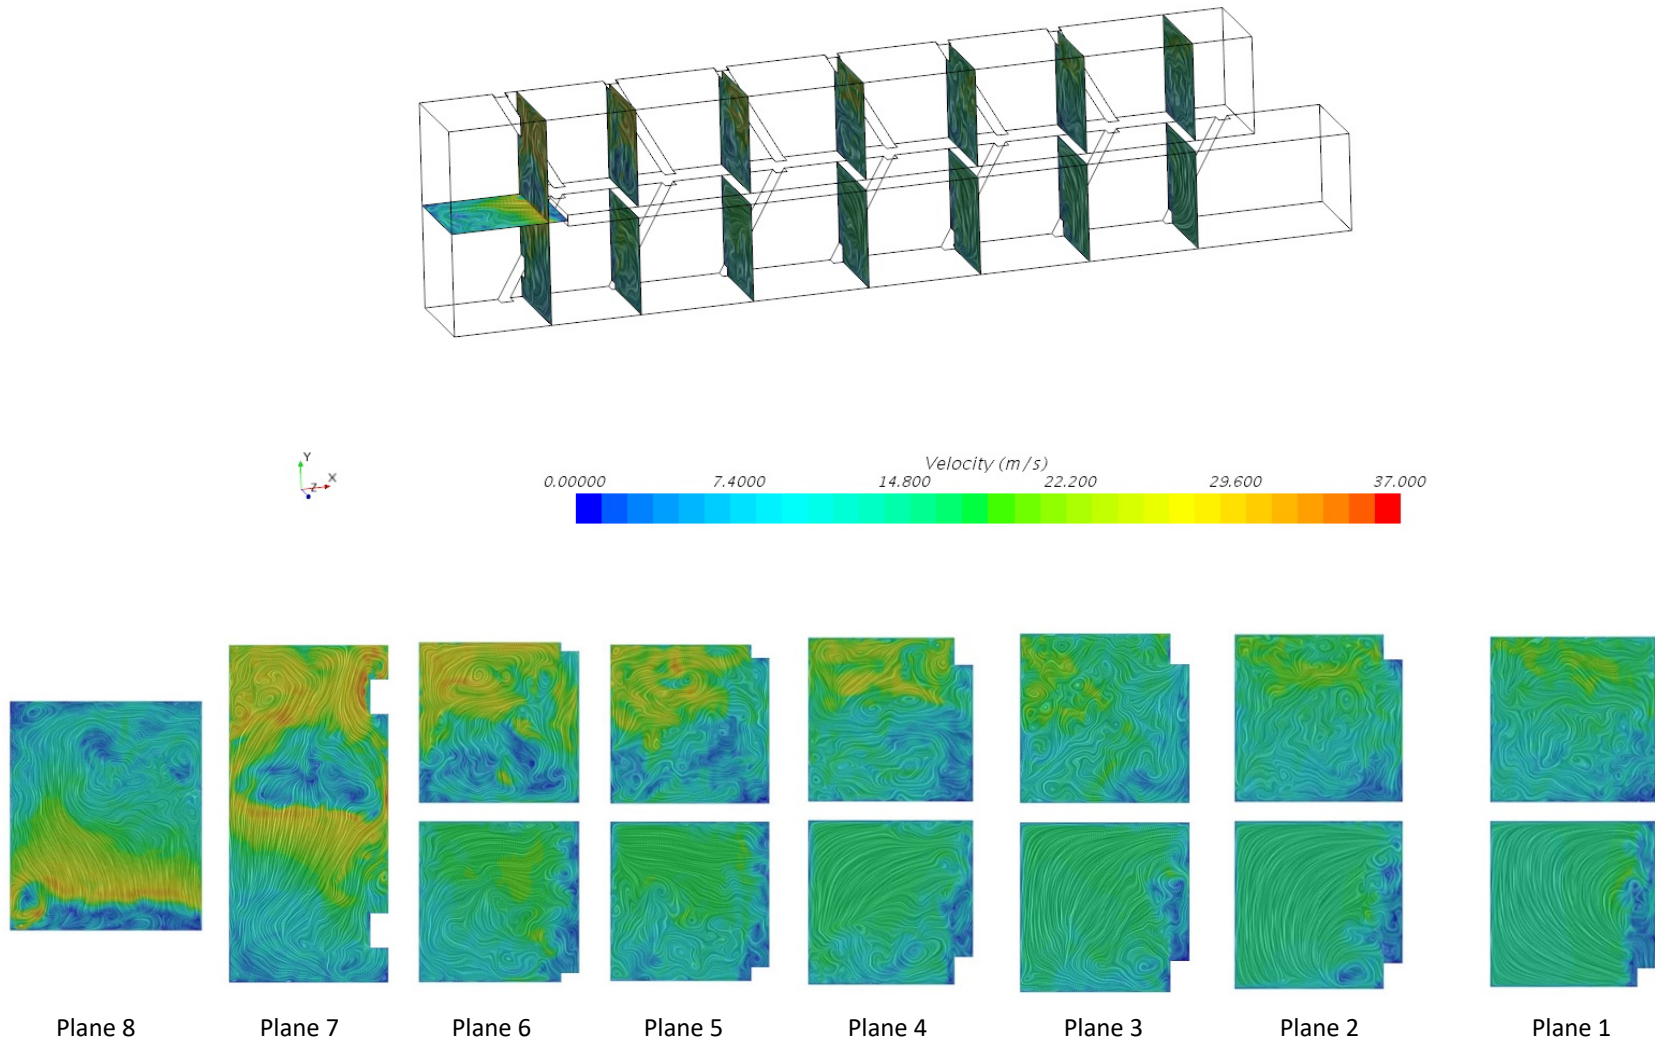 Y
X
Z
Velocity (m/s)
0.00000 7.4000 14.800 22.200 29.600 37.000
Plane 8 Plane 7 Plane 6 Plane 5 Plane 4 Plane 3 Plane 2 Plane 1